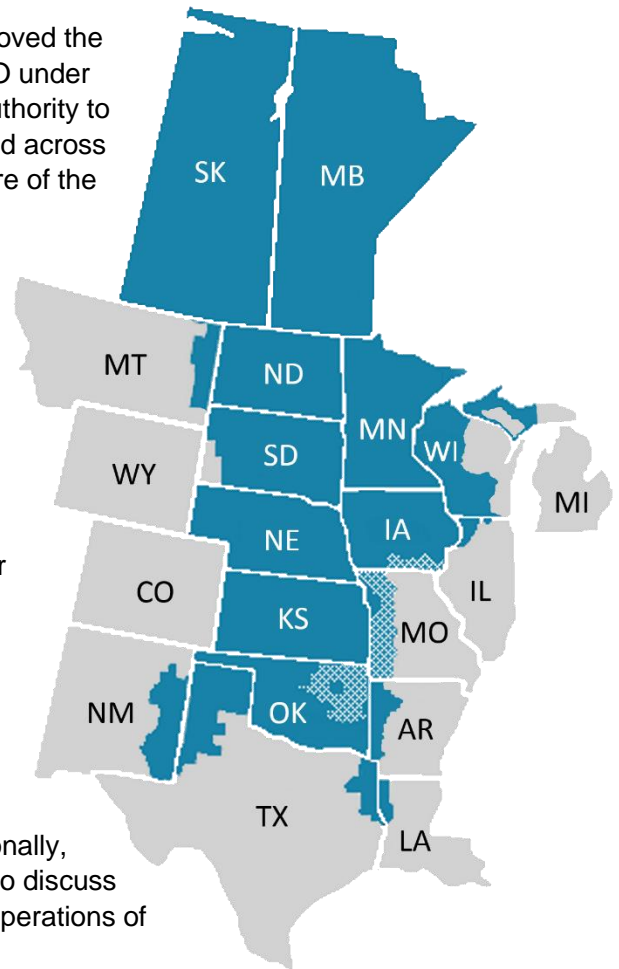 oved the
D under
uthority to
d across
re of the
r
onally,
o discuss
perations of
SK
MB
MT
ND
MN
WI
SD
WY
MI
IA
NE
IL
CO
KS
MO
NM
OK
AR
TX
LA